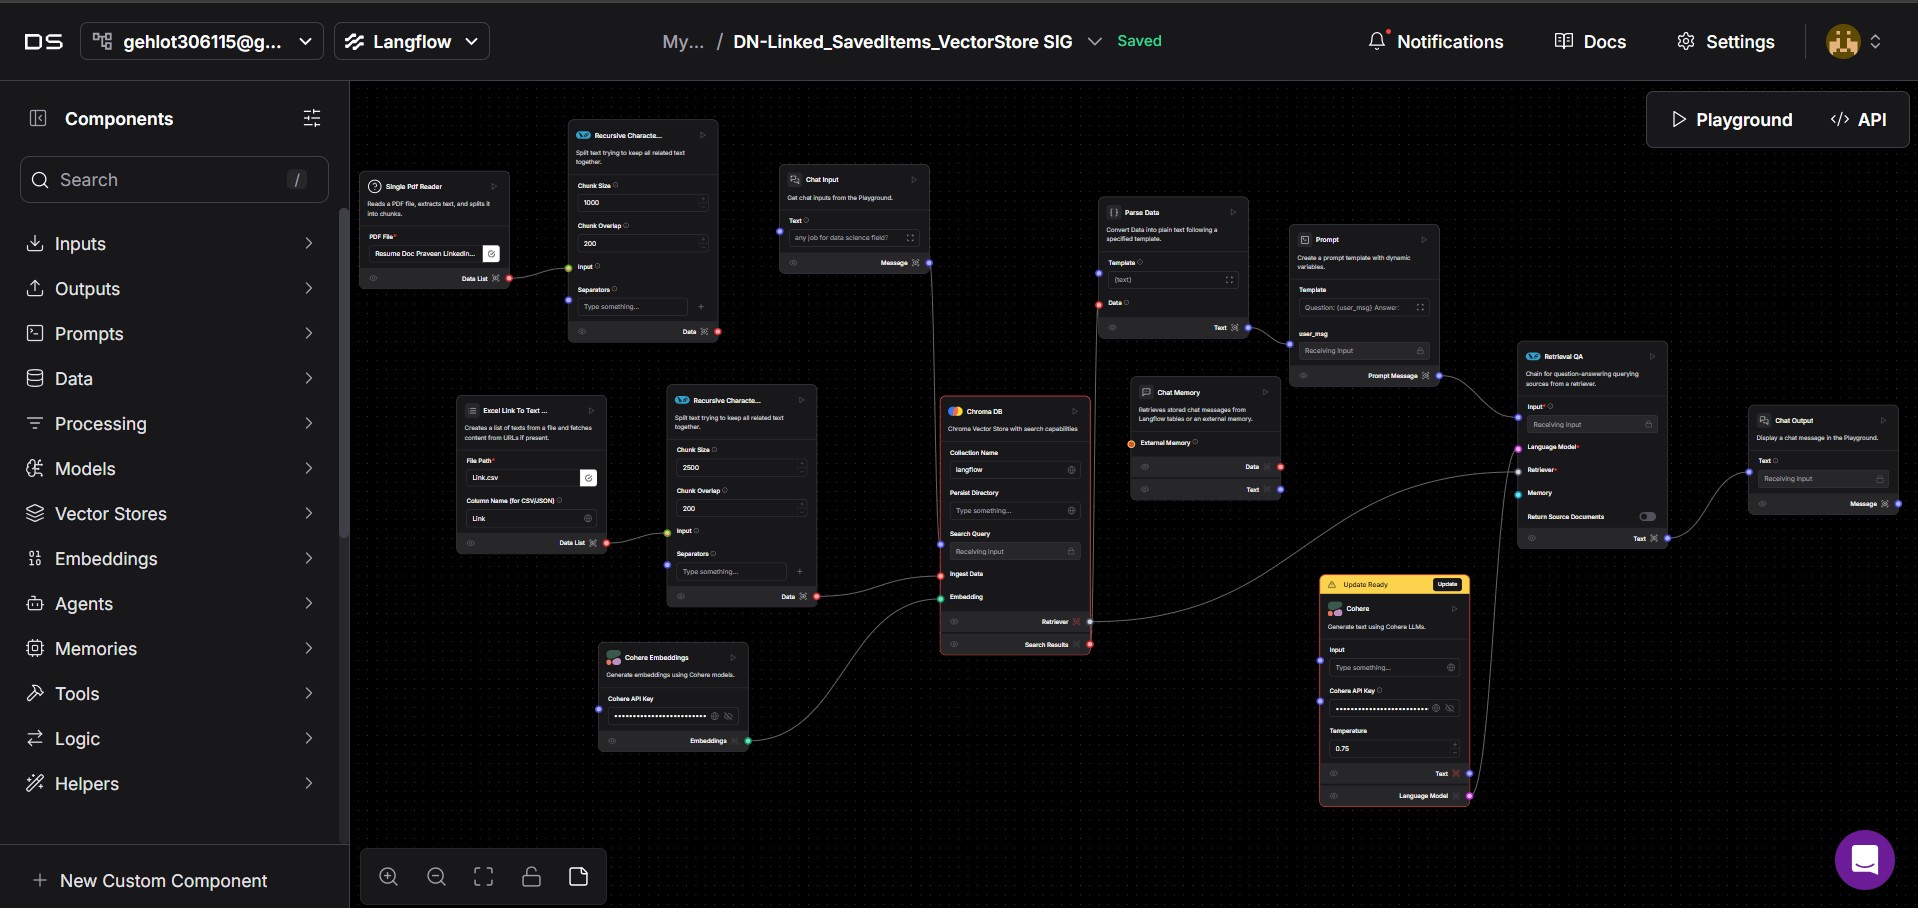 DS
gehlot306115@g...
Langflow
My... / DN-Linked_SavedItems_VectorStore SIG
Saved
Notifications
Docs
Settings
Components
Search
/
Inputs
Outputs
Prompts
Data
Processing
Models
Vector Stores
Embeddings
Agents
Memories
Tools
Logic
Helpers
+ New Custom Component
Playground
</> API
Single Pdf Reader
Reads a PDF file, extracts text, and splits it
into chunks.
PDF File*
Resume Doc Praveen Linkedin...
Data List
Recursive Characte...
Split text trying to keep all related text
together.
Chunk Size
1000
Chunk Overlap
200
Input
Separators
Type something...
Data
Chat Input
Get chat inputs from the Playground.
Text
any job for data science field?
Message
Excel Link To Text ...
Creates a list of texts from a file and fetches
content from URLs if present.
File Path*
Link.csv
Column Name (for CSV/JSON)
Link
Data List
Recursive Characte...
Split text trying to keep all related text
together.
Chunk Size
2500
Chunk Overlap
200
Input
Separators
Type something...
Data
Cohere Embeddings
Generate embeddings using Cohere models.
Cohere API Key
Embeddings
Chroma DB
Chroma Vector Store with search capabilities
Collection Name
langflow
Persist Directory
Type something...
Search Query
Receiving input
Ingest Data
Embedding
Retriever
Search Results
Parse Data
Convert Data into plain text following a
specified template.
Template
{text}
Data
Text
Chat Memory
Retrieves stored chat messages from
Langflow tables or an external memory.
External Memory
Data
Text
Prompt
Create a prompt template with dynamic
variables.
Template
Question: {user_msg} Answer:
user_msg
Receiving input
Prompt Message
Update Ready
Update
Cohere
Generate text using Cohere LLMs.
Input
Type something...
Cohere API Key
Temperature
0.75
Text
Language Model
Retrieval QA
Chain for question-answering querying
sources from a retriever.
Input*
Receiving input
Language Model*
Retriever*
Memory
Return Source Documents
Text
Chat Output
Display a chat message in the Playground.
Text
Receiving input
Message